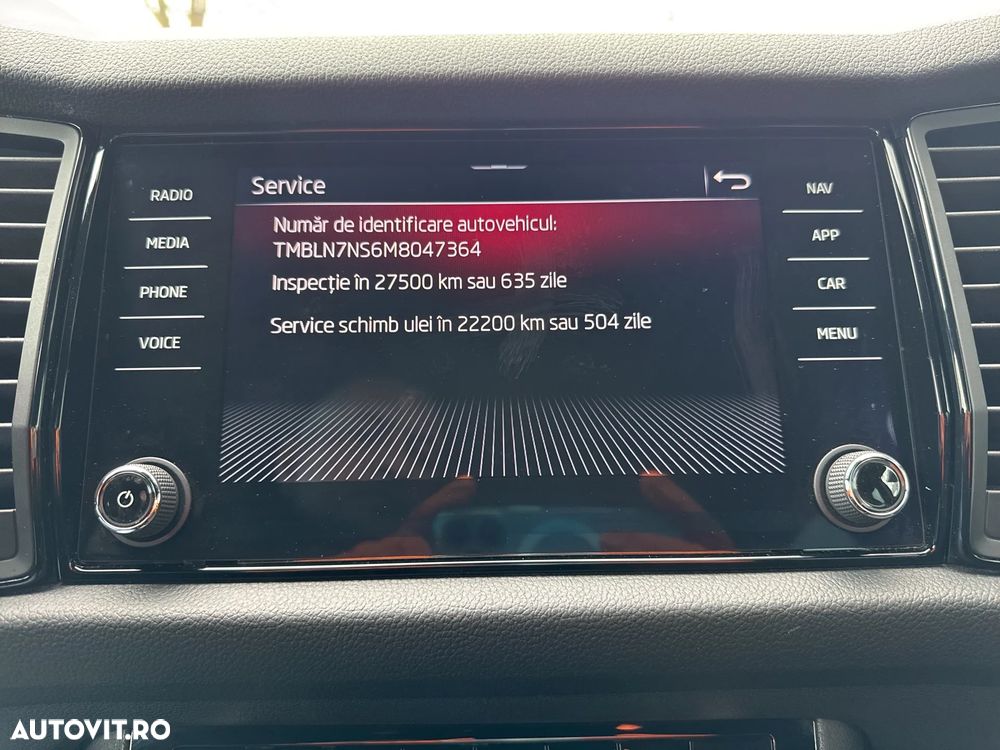 Service
RADIO
MEDIA
PHONE
VOICE
Număr de identificare autovehicul:
TMBLN7NS6M8047364
Inspecție în 27500 km sau 635 zile
Service schimb ulei în 22200 km sau 504 zile
NAV
APP
CAR
MENU
AUTOVIT.RO